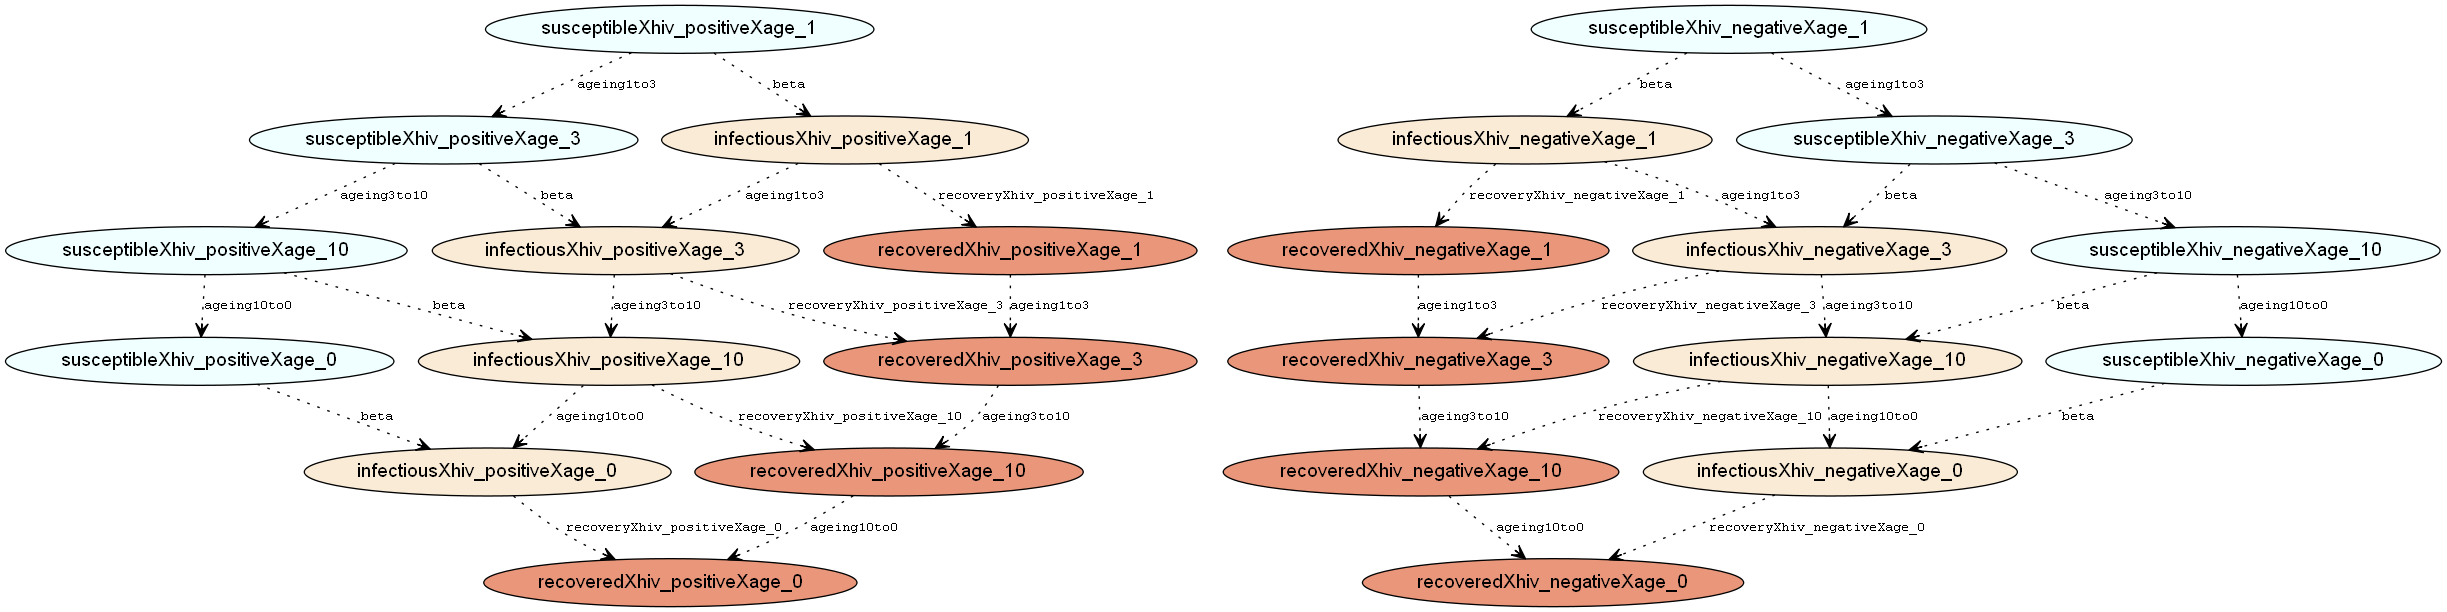 susceptibleXhiv_positiveXage_1
susceptibleXhiv_negativeXage_1
ageing1to3
beta
beta
ageing1to3
susceptibleXhiv_positiveXage_3
infectiousXhiv_positiveXage_1
infectiousXhiv_negativeXage_1
susceptibleXhiv_negativeXage_3
ageing3to10
beta
ageing1to3
recoveryXhiv_positiveXage_1
recoveryXhiv_negativeXage_1
ageing1to3
beta
ageing3to10
susceptibleXhiv_positiveXage_10
infectiousXhiv_positiveXage_3
recoveredXhiv_positiveXage_1
recoveredXhiv_negativeXage_1
infectiousXhiv_negativeXage_3
susceptibleXhiv_negativeXage_10
ageing10to0
beta
ageing3to10
recoveryXhiv_positiveXage_3
ageing1to3
ageing1to3
recoveryXhiv_negativeXage_3
ageing3to10
beta
ageing10to0
susceptibleXhiv_positiveXage_0
infectiousXhiv_positiveXage_10
recoveredXhiv_positiveXage_3
recoveredXhiv_negativeXage_3
infectiousXhiv_negativeXage_10
susceptibleXhiv_negativeXage_0
beta
ageing10to0
recoveryXhiv_positiveXage_10
ageing3to10
ageing3to10
recoveryXhiv_negativeXage_10
ageing10to0
beta
infectiousXhiv_positiveXage_0
recoveredXhiv_positiveXage_10
recoveredXhiv_negativeXage_10
infectiousXhiv_negativeXage_0
recoveryXhiv_positiveXage_0
ageing10to0
ageing10to0
recoveryXhiv_negativeXage_0
recoveredXhiv_positiveXage_0
recoveredXhiv_negativeXage_0